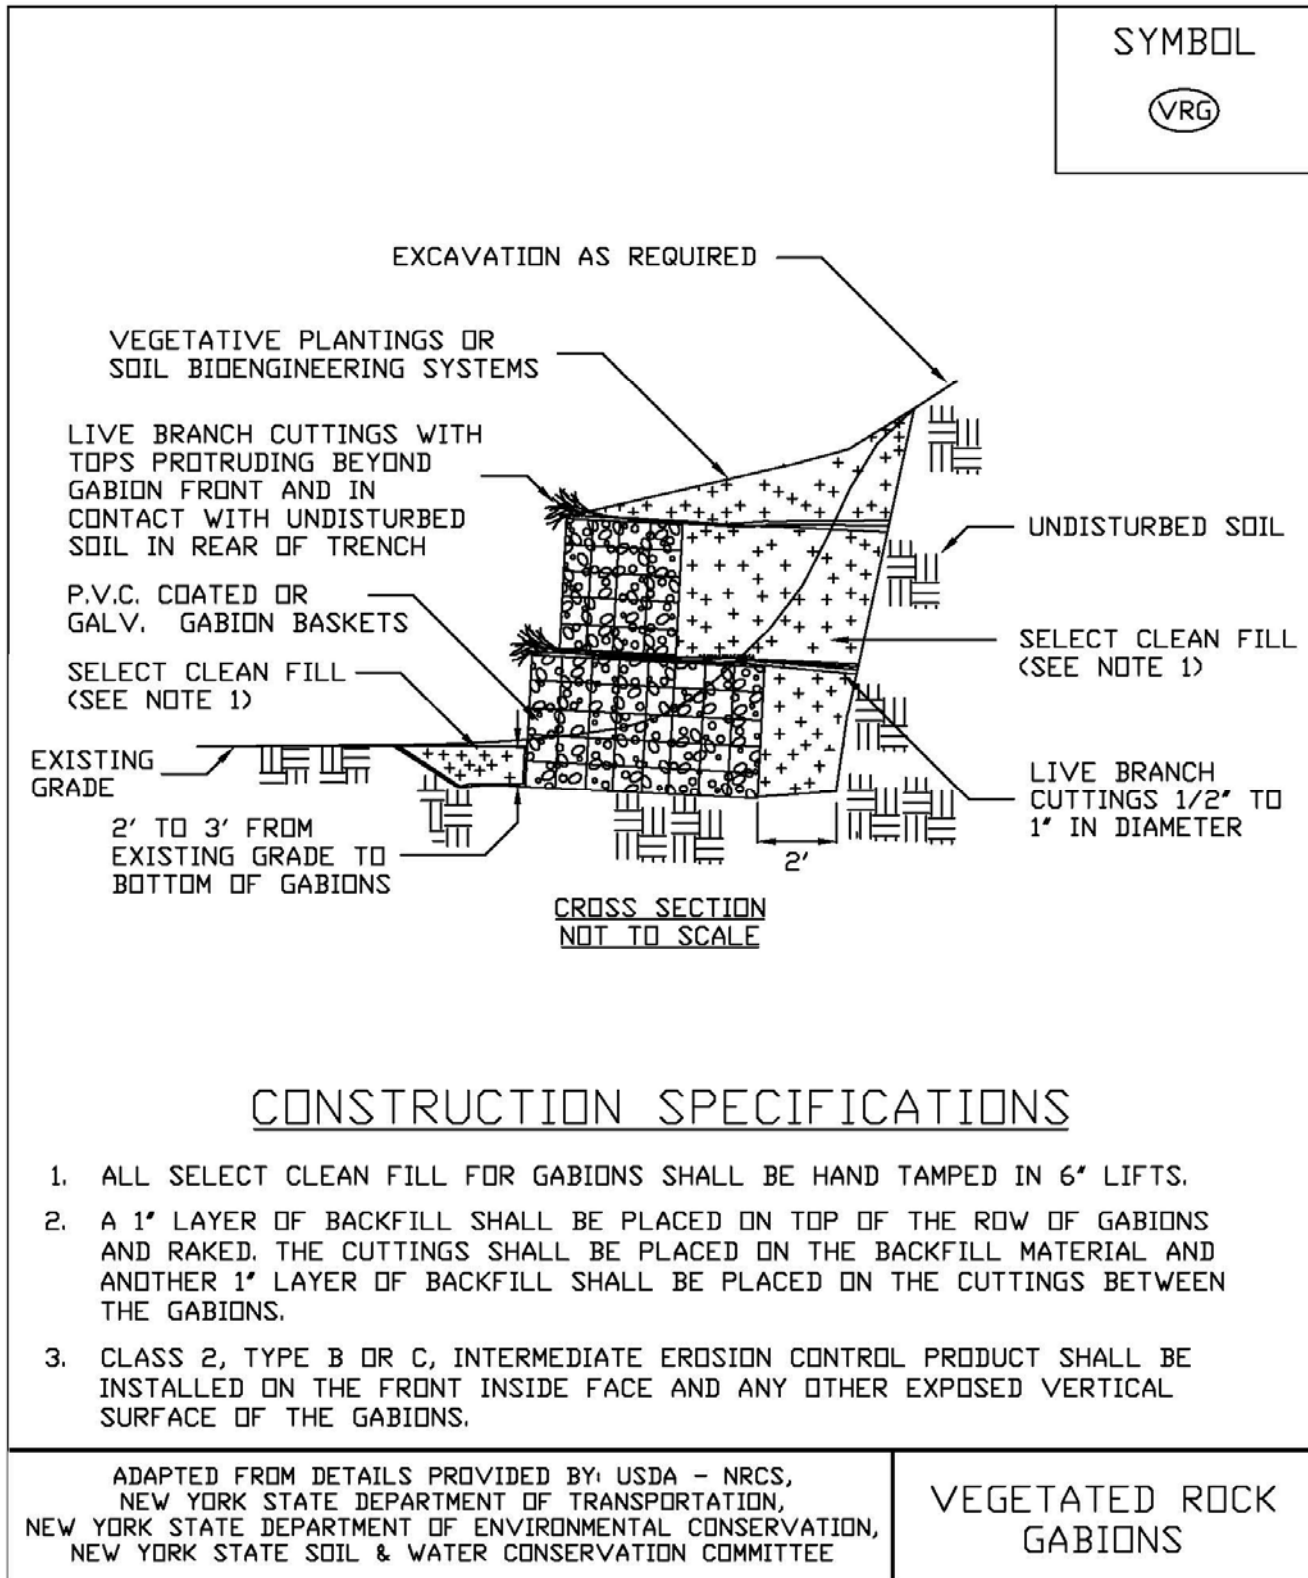 SYMBOL
VRG
EXCAVATION AS REQUIRED
VEGETATIVE PLANTINGS OR
SOIL BIOENGINEERING SYSTEMS
LIVE BRANCH CUTTINGS WITH
TOPS PROTRUDING BEYOND
GABION FRONT AND IN
CONTACT WITH UNDISTURBED
SOIL IN REAR OF TRENCH
UNDISTURBED SOIL
P.V.C. COATED OR
GALV. GABION BASKETS
SELECT CLEAN FILL
(SEE NOTE 1)
SELECT CLEAN FILL
(SEE NOTE 1)
EXISTING
GRADE
LIVE BRANCH
CUTTINGS 1/2" TO
1" IN DIAMETER
2' TO 3' FROM
EXISTING GRADE TO
BOTTOM OF GABIONS
2'
CROSS SECTION
NOT TO SCALE
CONSTRUCTION SPECIFICATIONS
1. ALL SELECT CLEAN FILL FOR GABIONS SHALL BE HAND TAMPED IN 6" LIFTS.
2. A 1" LAYER OF BACKFILL SHALL BE PLACED ON TOP OF THE ROW OF GABIONS
AND RAKED. THE CUTTINGS SHALL BE PLACED ON THE BACKFILL MATERIAL AND
ANOTHER 1" LAYER OF BACKFILL SHALL BE PLACED ON THE CUTTINGS BETWEEN
THE GABIONS.
3. CLASS 2, TYPE B OR C, INTERMEDIATE EROSION CONTROL PRODUCT SHALL BE
INSTALLED ON THE FRONT INSIDE FACE AND ANY OTHER EXPOSED VERTICAL
SURFACE OF THE GABIONS.
ADAPTED FROM DETAILS PROVIDED BY: USDA - NRCS,
NEW YORK STATE DEPARTMENT OF TRANSPORTATION,
NEW YORK STATE DEPARTMENT OF ENVIRONMENTAL CONSERVATION,
NEW YORK STATE SOIL & WATER CONSERVATION COMMITTEE
VEGETATED ROCK
GABIONS